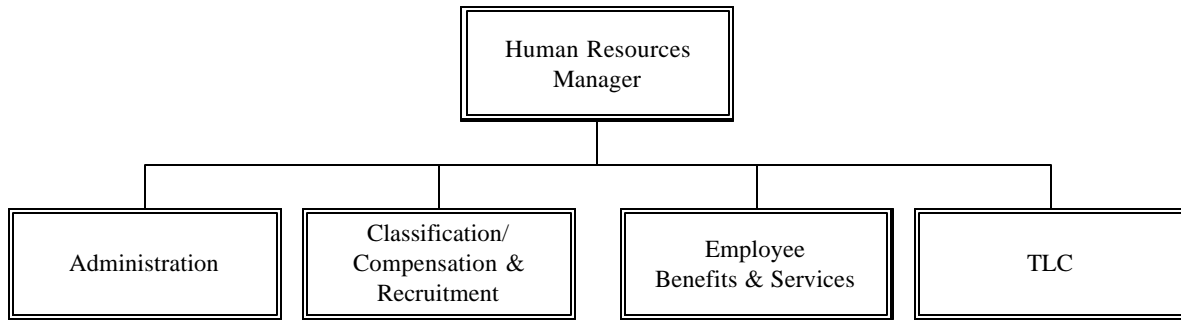 Human Resources
Manager
Administration
Classification/
Compensation &
Recruitment
Employee
Benefits & Services
TLC